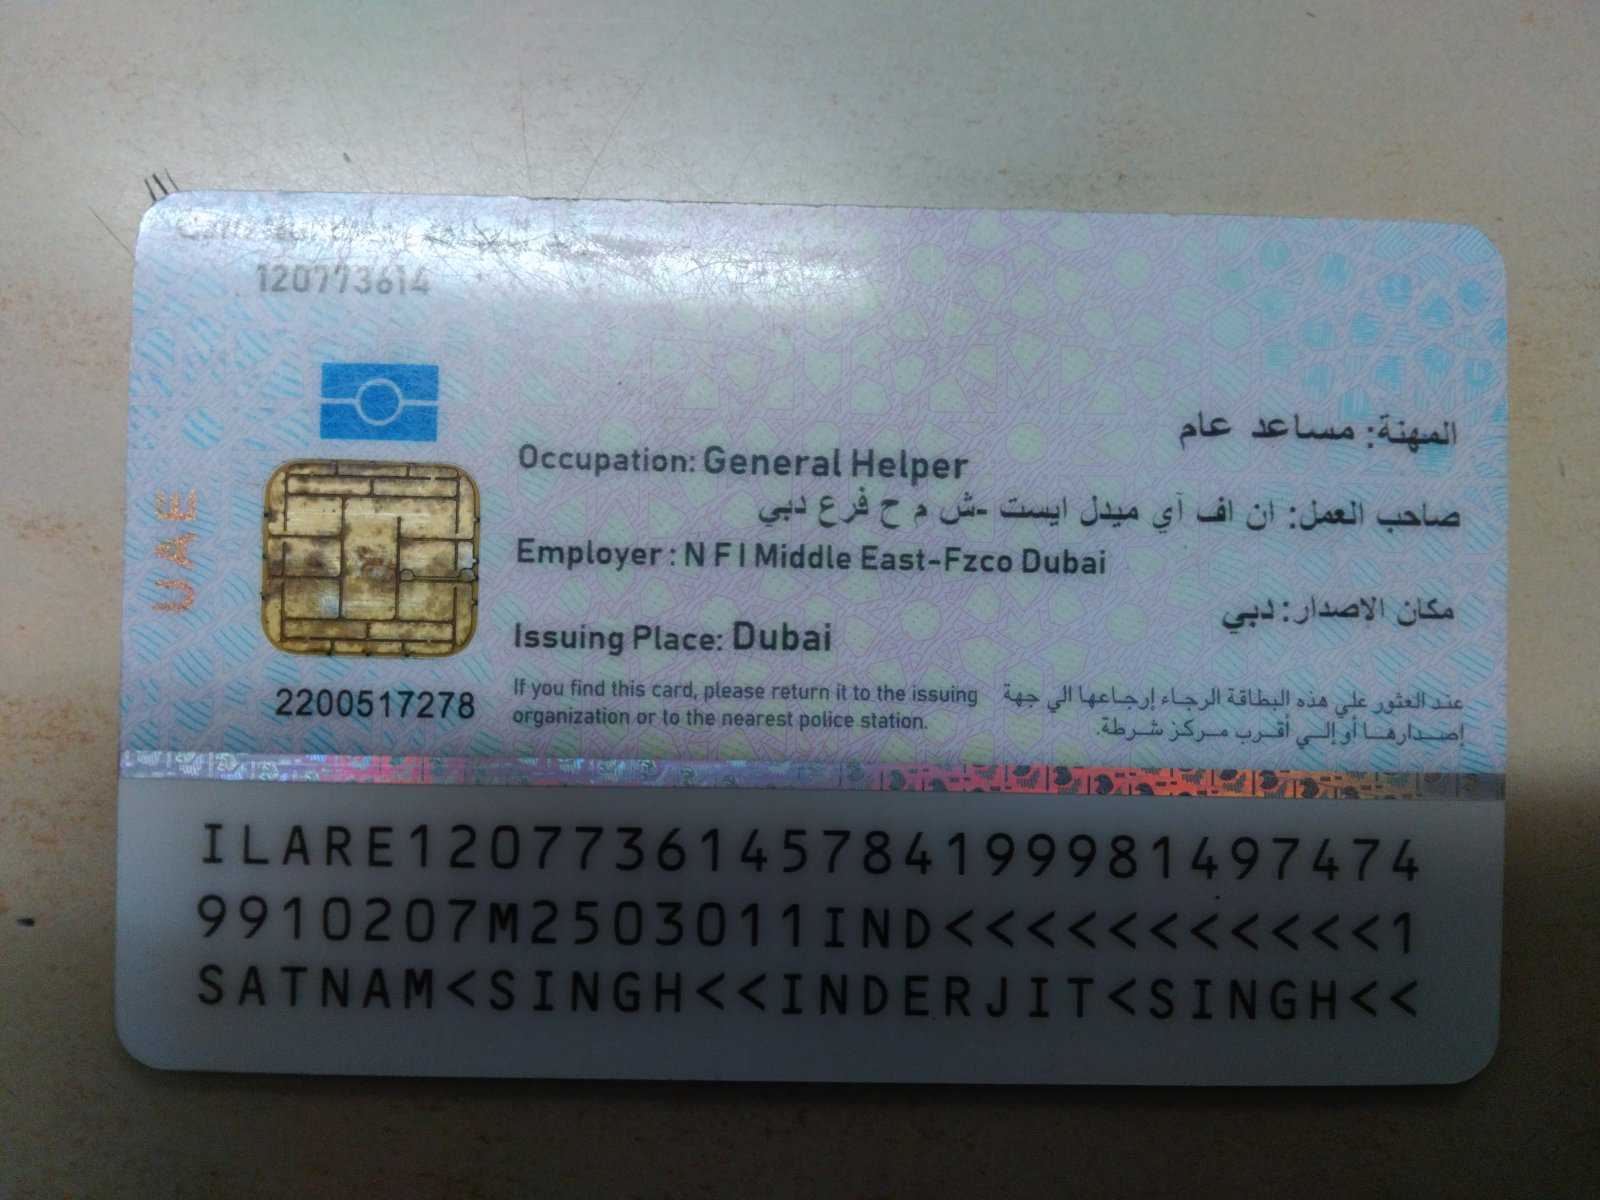 120773614
المهنة: مساعد عام
Occupation: General Helper
صاحب العمل: ان اف آي ميدل ايست -ش م ح فرع دبي
Employer : N F I Middle East-Fzco Dubai
مكان الاصدار: دبي
Issuing Place: Dubai
UAE
2200517278
If you find this card, please return it to the issuing
organization or to the nearest police station.
عند العثور علي هذه البطاقة الرجاء إرجاعها الي جهة
إصدارها أو إلي أقرب مركز شرطة.
ILARE1207736145784199981497474
9910207M2503011IND<<<<<<<<<<<1
SATNAM<SINGH<<INDERJIT<SINGH<<